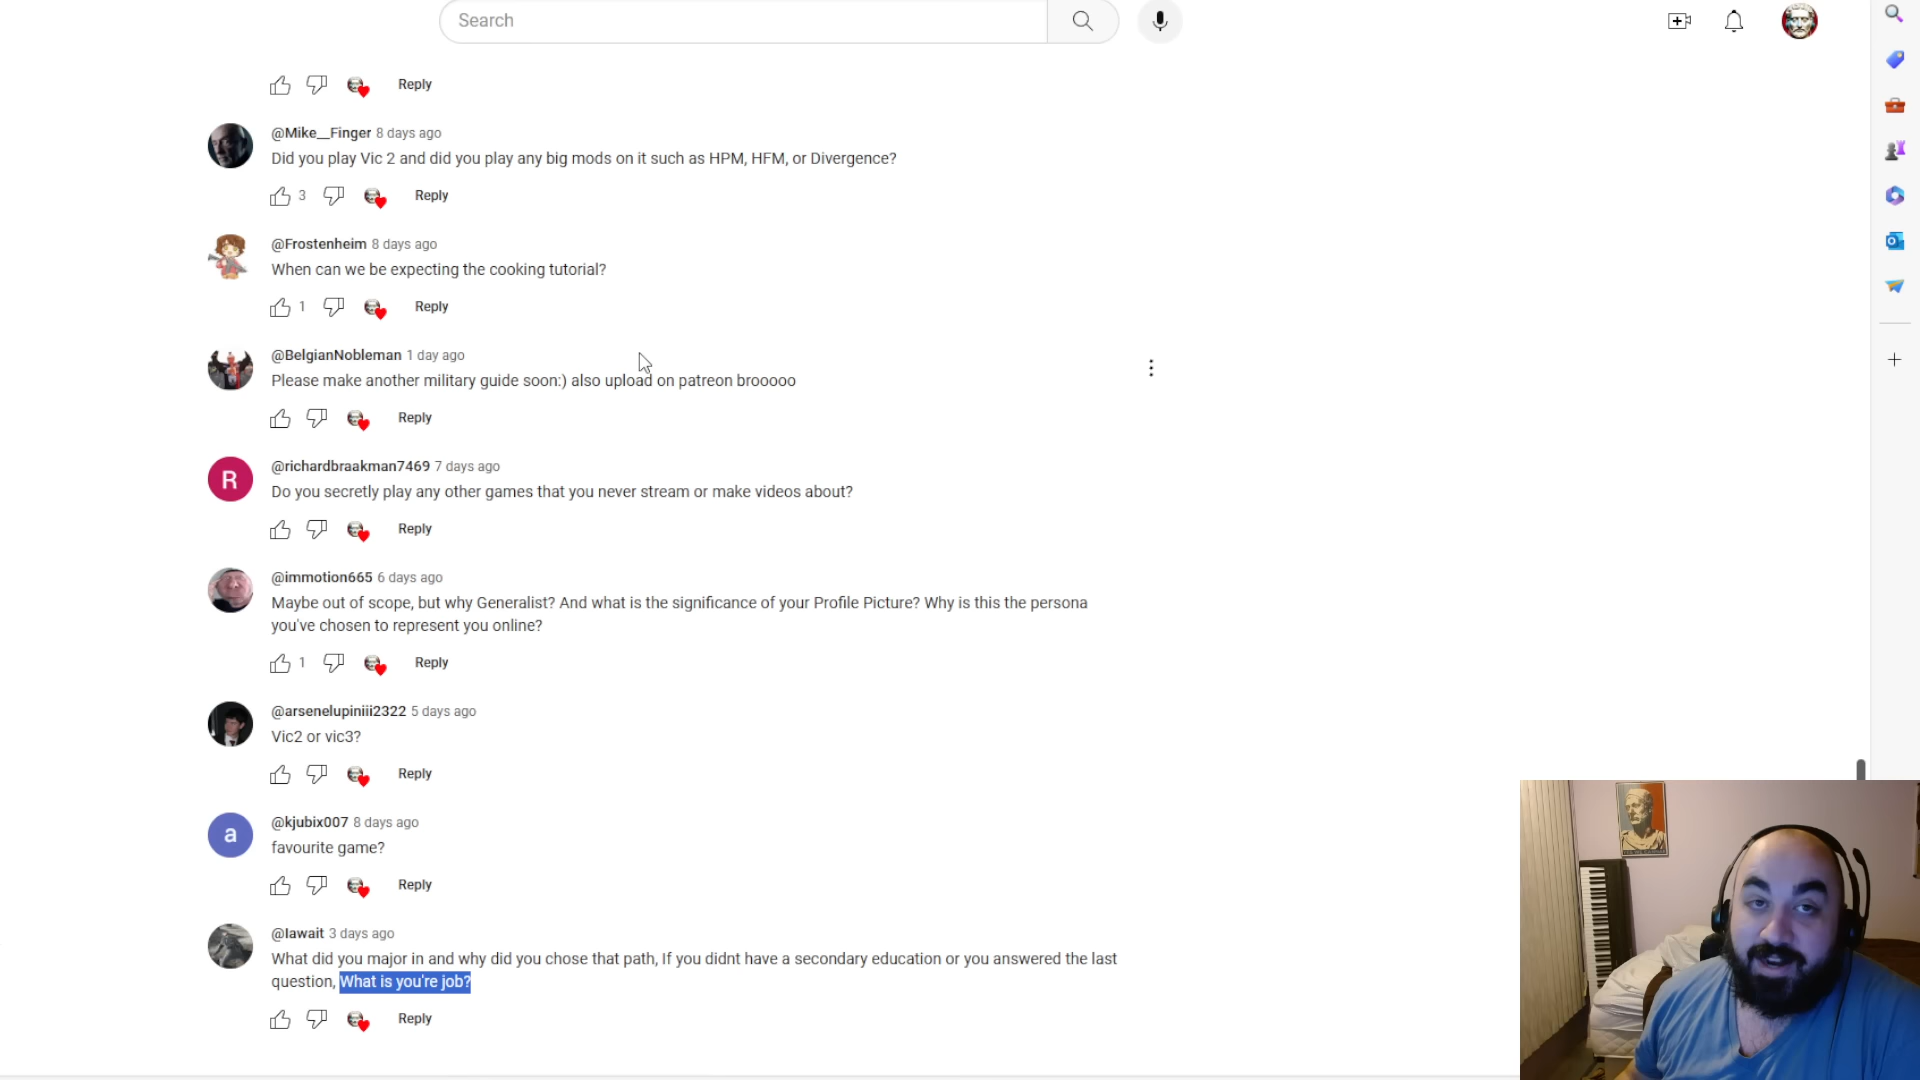 Search
Reply
@Mike__Finger 8 days ago
Did you play Vic 2 and did you play any big mods on it such as HPM, HFM, or Divergence?
3 Reply
@Frostenheim 8 days ago
When can we be expecting the cooking tutorial?
1 Reply
@BelgianNobleman 1 day ago
Please make another military guide soon:) also upload on patreon brooooo
Reply
R
@richardbraakman7469 7 days ago
Do you secretly play any other games that you never stream or make videos about?
Reply
@immotion665 6 days ago
Maybe out of scope, but why Generalist? And what is the significance of your Profile Picture? Why is this the persona
you've chosen to represent you online?
1 Reply
@arsenelupiniii2322 5 days ago
Vic2 or vic3?
Reply
a
@kjubix007 8 days ago
favourite game?
Reply
@lawait 3 days ago
What did you major in and why did you chose that path, If you didnt have a secondary education or you answered the last
question, What is you're job?
Reply